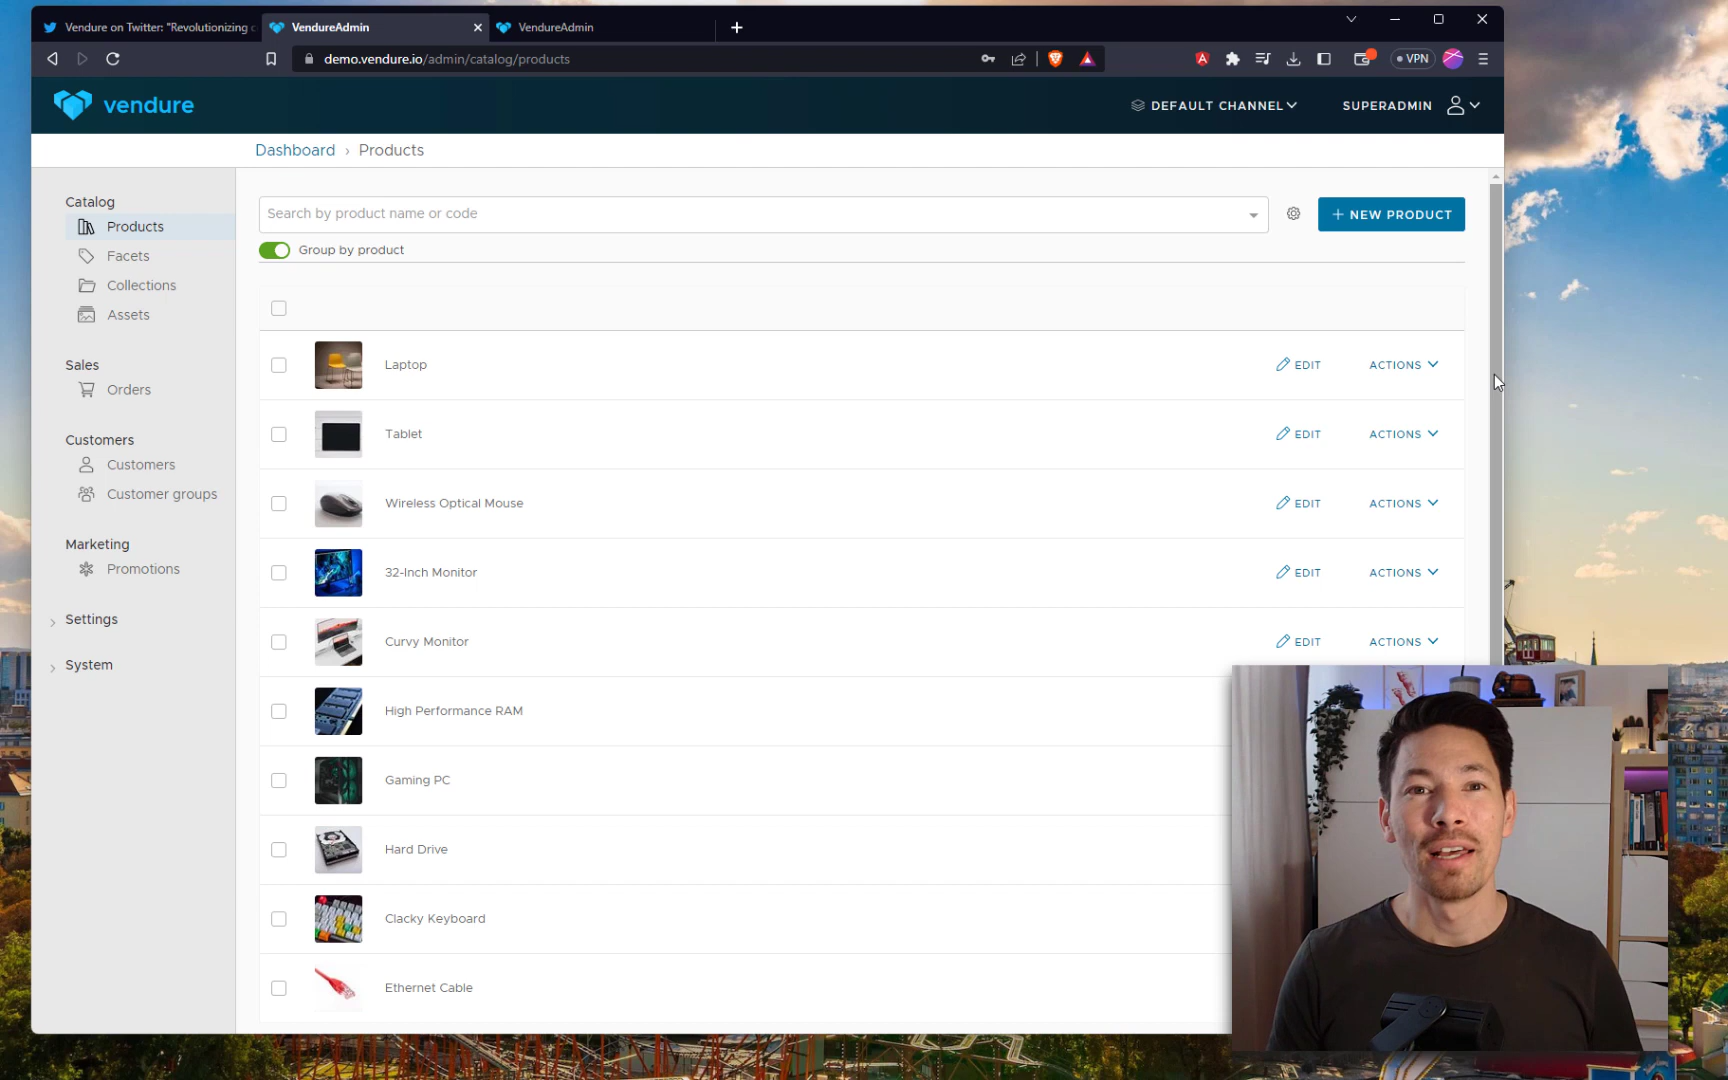 Vendure on Twitter: "Revolutionizing c
VendureAdmin
VendureAdmin
demo.vendure.io/admin/catalog/products
VPN
vendure
DEFAULT CHANNEL
SUPERADMIN
Dashboard › Products
Catalog
Products
Facets
Collections
Assets
Sales
Orders
Customers
Customers
Customer groups
Marketing
Promotions
Settings
System
Search by product name or code
+ NEW PRODUCT
Group by product
Laptop EDIT ACTIONS
Tablet EDIT ACTIONS
Wireless Optical Mouse EDIT ACTIONS
32-Inch Monitor EDIT ACTIONS
Curvy Monitor EDIT ACTIONS
High Performance RAM
Gaming PC
Hard Drive
Clacky Keyboard
Ethernet Cable